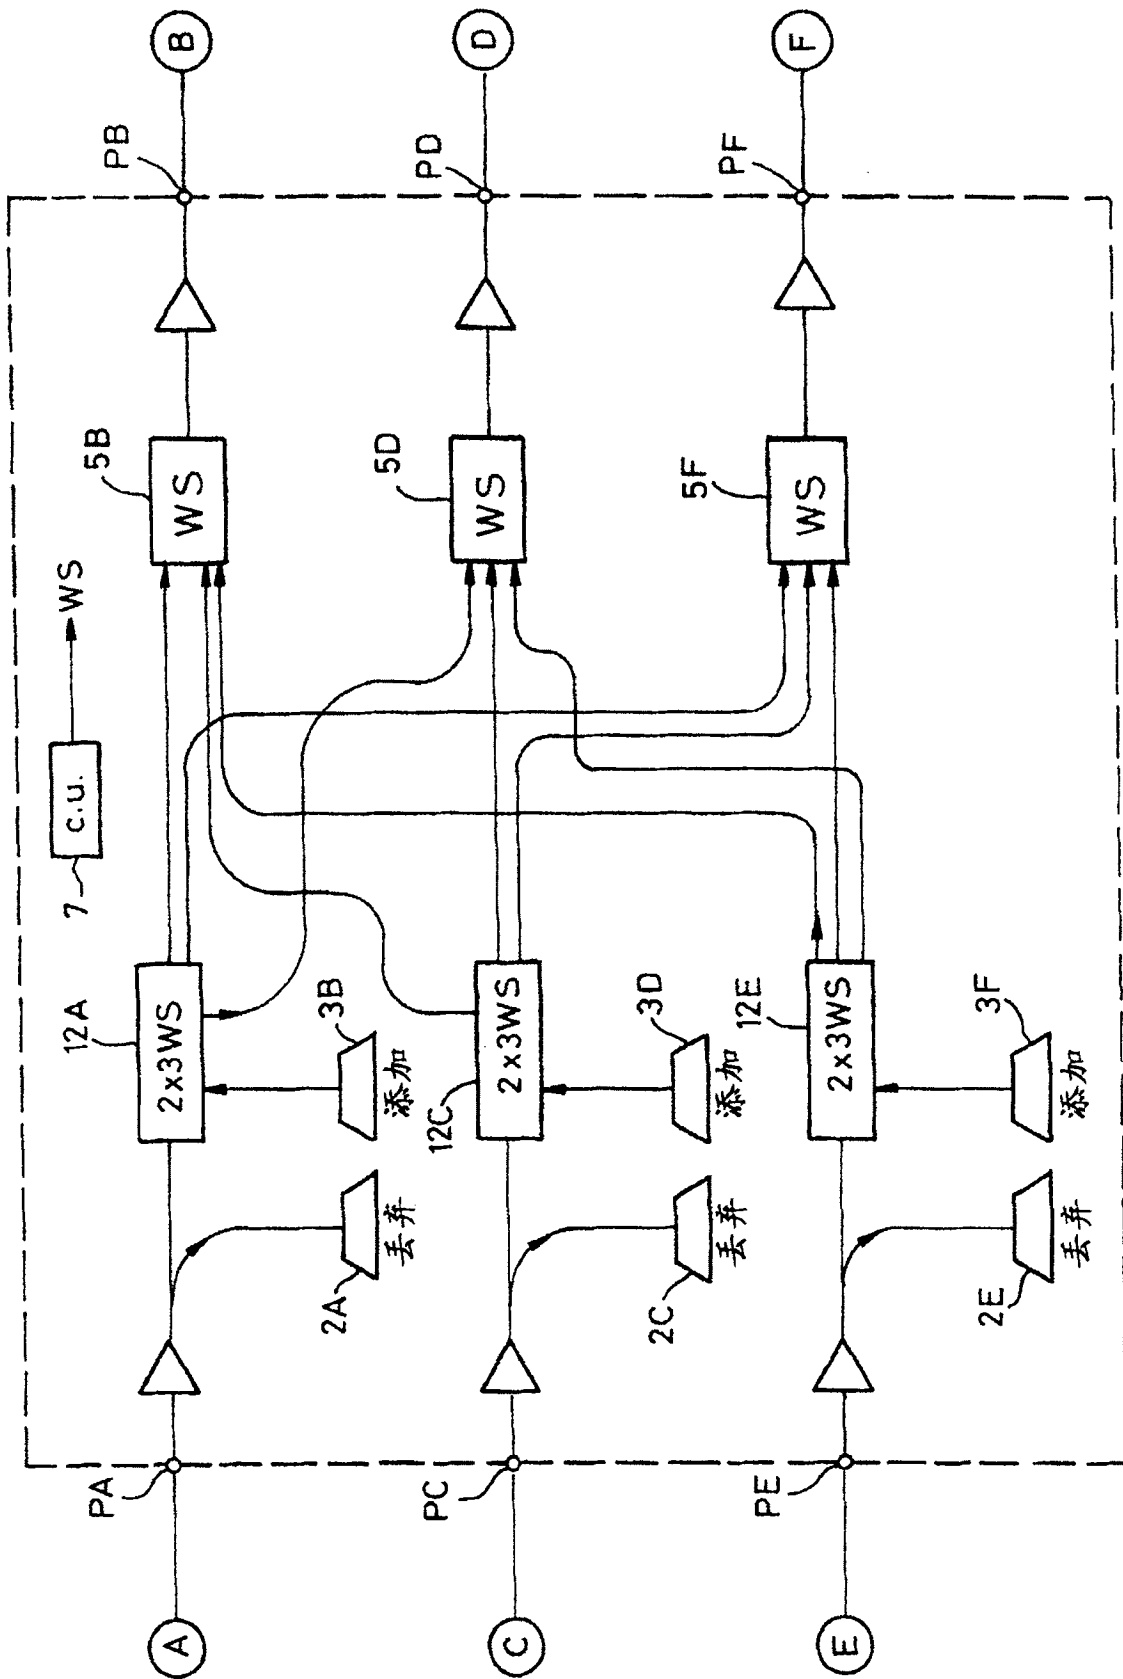 B
D
F
PB
PD
PF
5B
5D
5F
WS
WS
WS
WS
c.u.
7
12A
12C
12E
2x3WS
2x3WS
2x3WS
3B
3D
3F
添加
添加
添加
2A
2C
2E
丢弃
丢弃
丢弃
PA
PC
PE
A
C
E